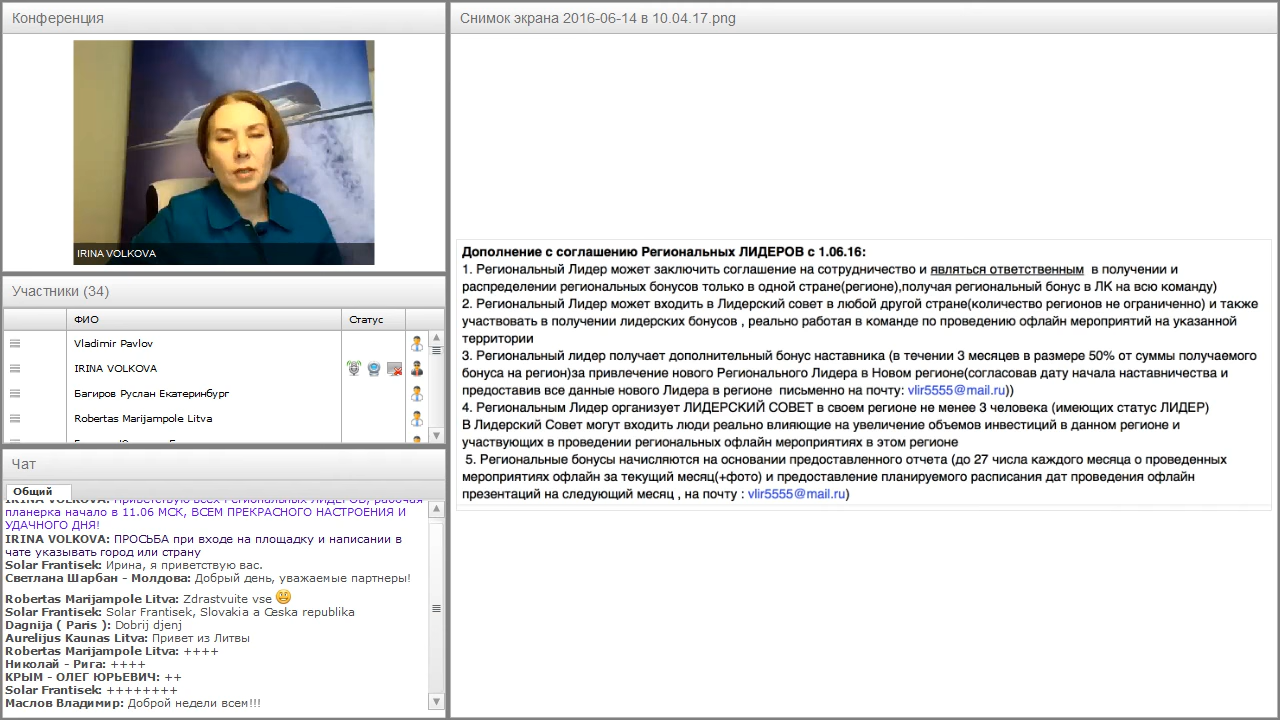 Конференция
IRINA VOLKOVA
Участники (34)
ФИО
Статус
Vladimir Pavlov
IRINA VOLKOVA
Багиров Руслан Екатеринбург
Robertas Marijampole Litva
Чат
Общий
IRINA VOLKOVA: Приветствую всех Региональных ЛИДЕРОВ, рабочая
планерка начало в 11.06 МСК, ВСЕМ ПРЕКРАСНОГО НАСТРОЕНИЯ И
УДАЧНОГО ДНЯ!
IRINA VOLKOVA: ПРОСЬБА при входе на площадку и написании в
чате указывать город или страну
Solar Frantisek: Ирина, я приветствую вас.
Светлана Шарбан - Молдова: Добрый день, уважаемые партнеры!
Robertas Marijampole Litva: Zdrastvuite vse
Solar Frantisek: Solar Frantisek, Slovakia a Ceska republika
Dagnija ( Paris ): Dobrij djenj
Aurelijus Kaunas Litva: Привет из Литвы
Robertas Marijampole Litva: ++++
Николай - Рига: ++++
КРЫМ - ОЛЕГ ЮРЬЕВИЧ: ++
Solar Frantisek: ++++++++
Маслов Владимир: Доброй недели всем!!!
Снимок экрана 2016-06-14 в 10.04.17.png
Дополнение с соглашению Региональных ЛИДЕРОВ с 1.06.16:
1. Региональный Лидер может заключить соглашение на сотрудничество и являться ответственным в получении и
распределении региональных бонусов только в одной стране(регионе),получая региональный бонус в ЛК на всю команду)
2. Региональный Лидер может входить в Лидерский совет в любой другой стране(количество регионов не ограниченно) и также
участвовать в получении лидерских бонусов , реально работая в команде по проведению офлайн мероприятий на указанной
территории
3. Региональный лидер получает дополнительный бонус наставника (в течении 3 месяцев в размере 50% от суммы получаемого
бонуса на регион)за привлечение нового Регионального Лидера в Новом регионе(согласовав дату начала наставничества и
предоставив все данные нового Лидера в регионе письменно на почту: vlir5555@mail.ru))
4. Региональным Лидер организует ЛИДЕРСКИЙ СОВЕТ в своем регионе не менее 3 человека (имеющих статус ЛИДЕР)
В Лидерский Совет могут входить люди реально влияющие на увеличение объемов инвестиций в данном регионе и
участвующих в проведении региональных офлайн мероприятиях в этом регионе
5. Региональные бонусы начисляются на основании предоставленного отчета (до 27 числа каждого месяца о проведенных
мероприятиях офлайн за текущий месяц(+фото) и предоставление планируемого расписания дат проведения офлайн
презентаций на следующий месяц , на почту : vlir5555@mail.ru)